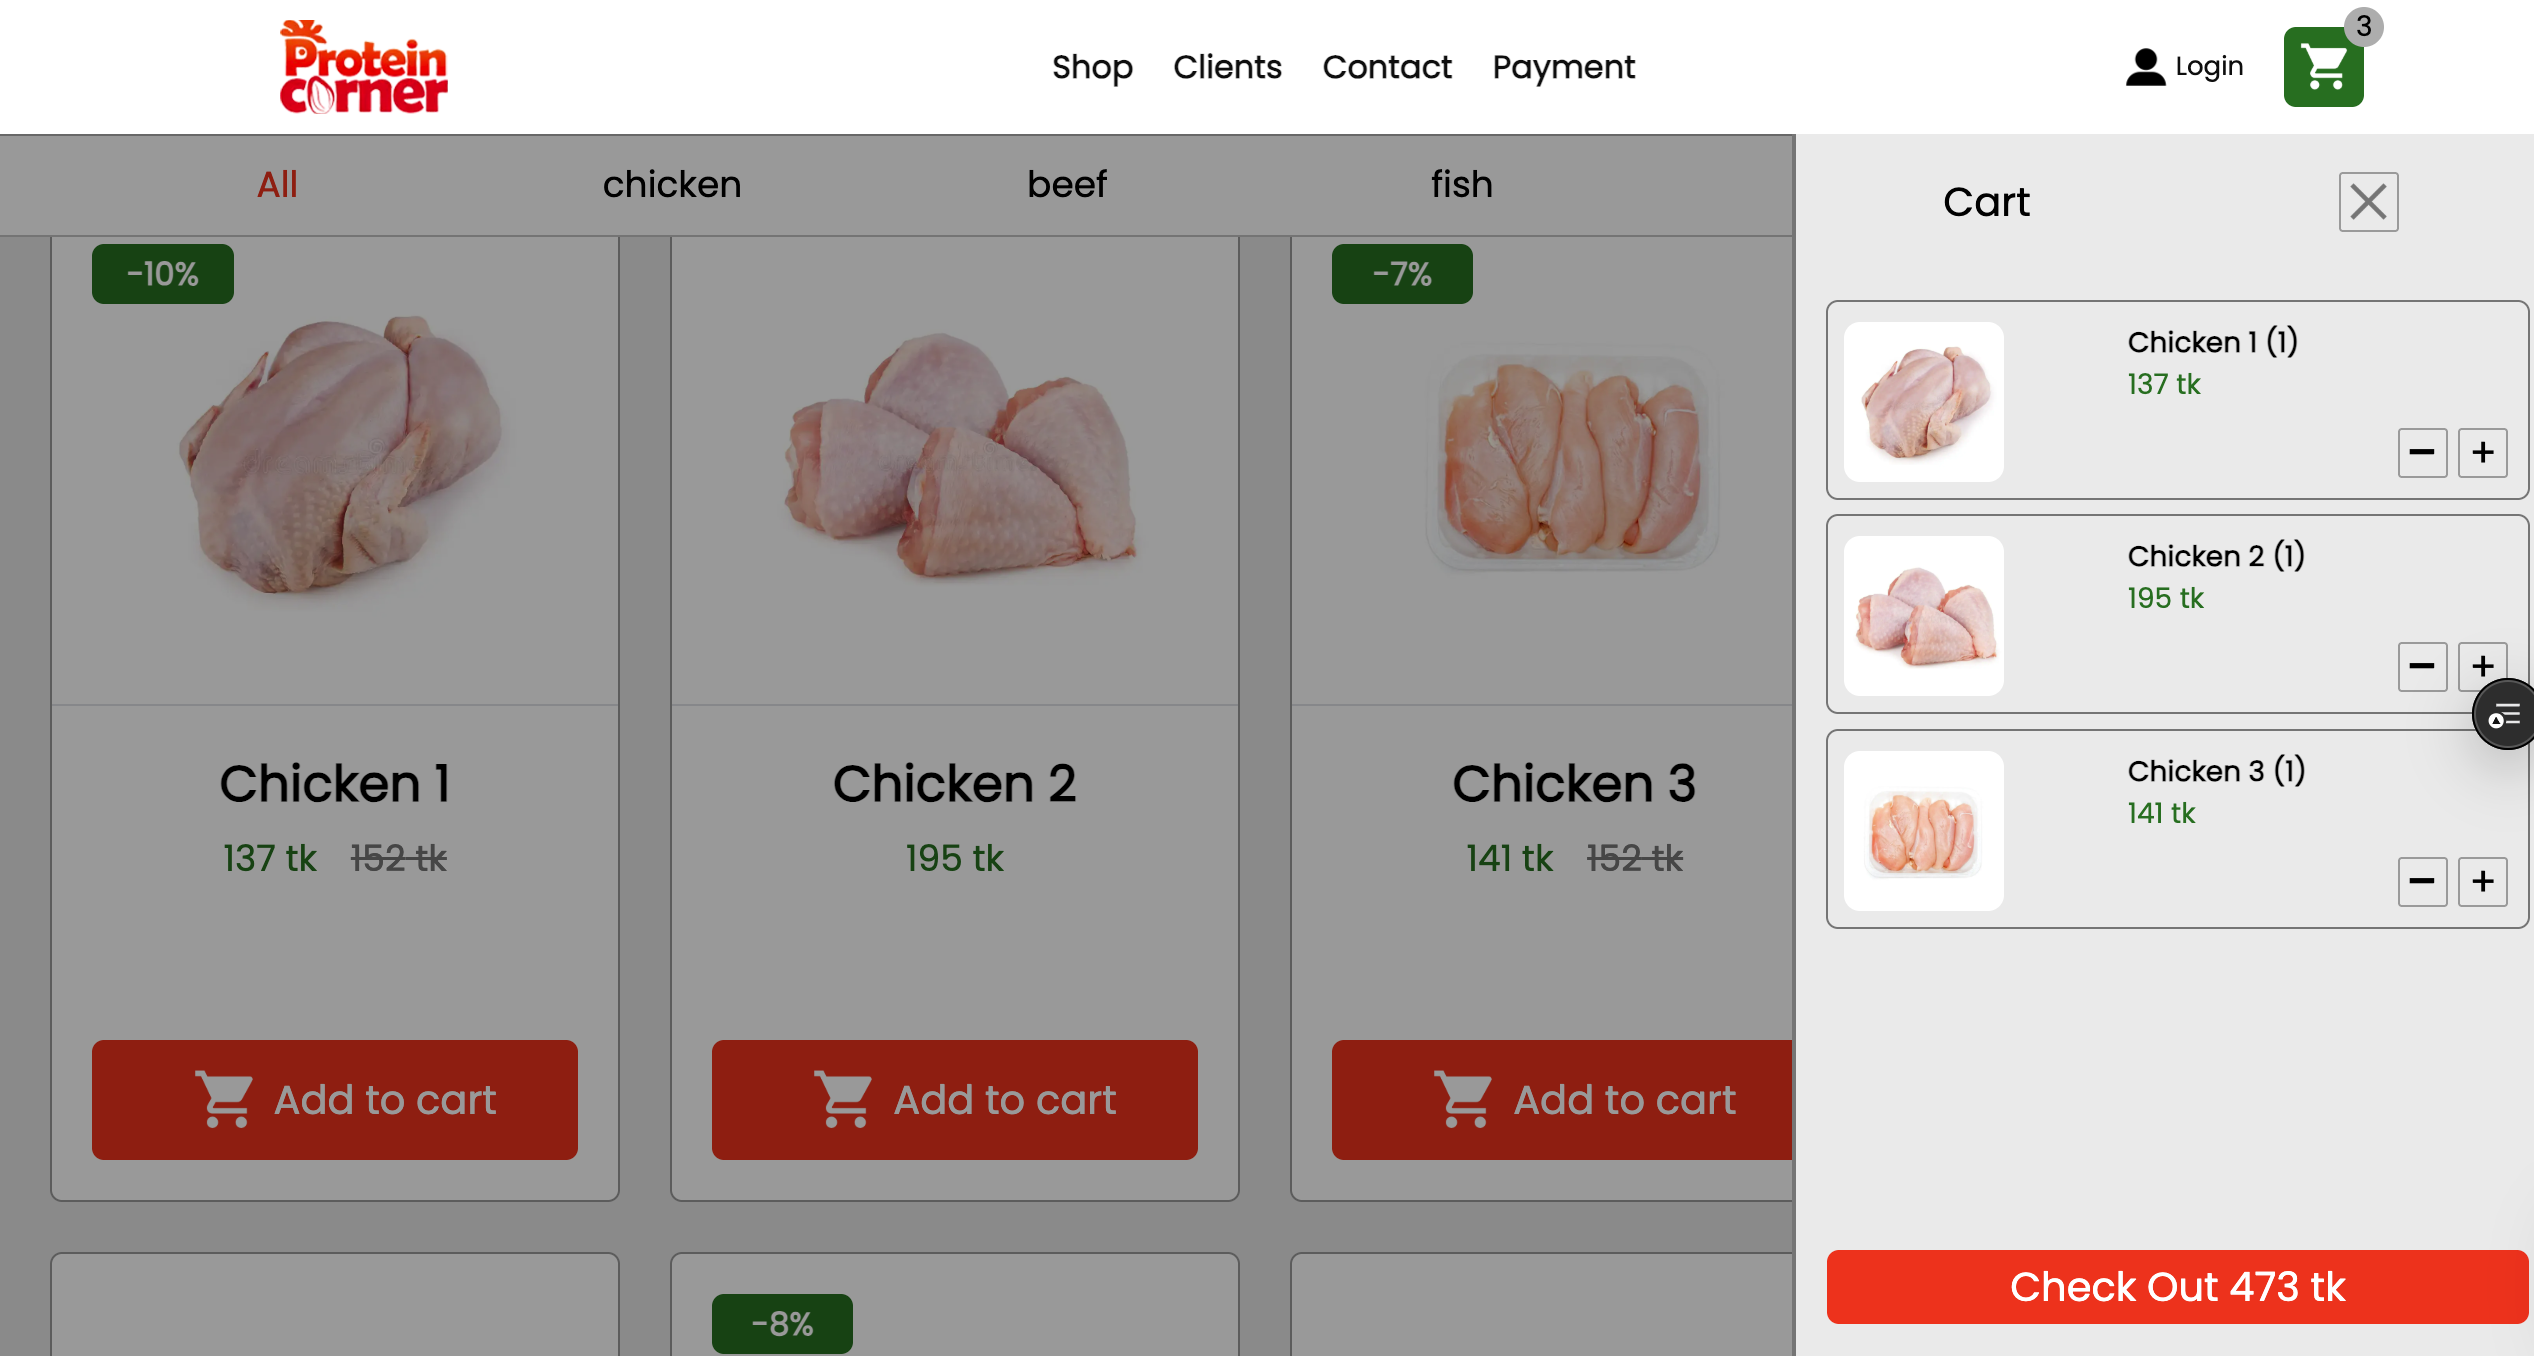 Protein
corner
Shop Clients Contact Payment
Login
3
All chicken beef fish
-10%
-7%
Chicken 1
137 tk 152 tk
Add to cart
Chicken 2
195 tk
Add to cart
Chicken 3
141 tk 152 tk
Add to cart
-8%
Cart
Chicken 1 (1)
137 tk
Chicken 2 (1)
195 tk
Chicken 3 (1)
141 tk
Check Out 473 tk